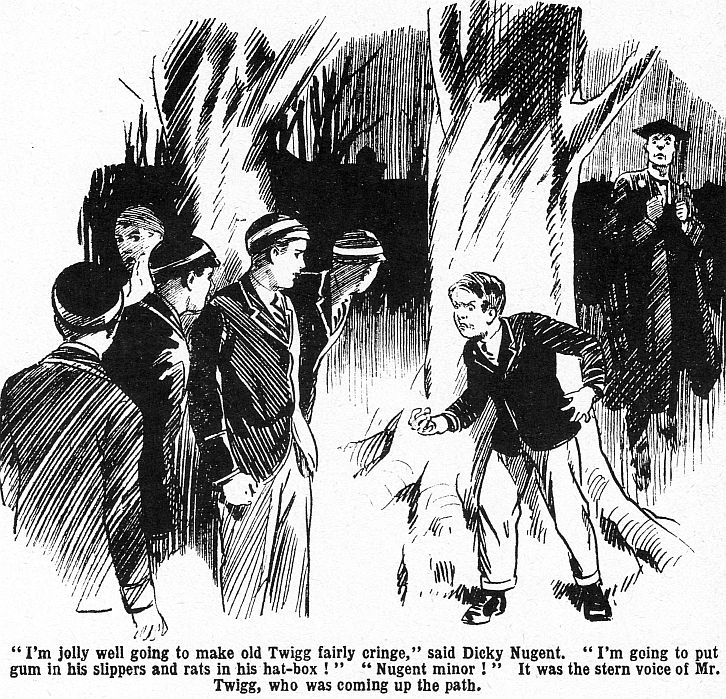 "I'm jolly well going to make old Twigg fairly cringe," said Dicky Nugent. "I'm going to put
gum in his slippers and rats in his hat-box!" "Nugent minor!" It was the stern voice of Mr.
Twigg, who was coming up the path.